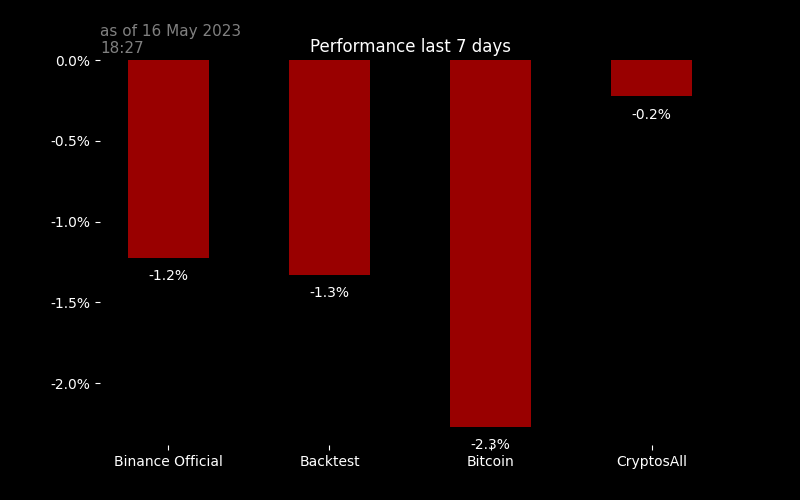 as of 16 May 2023
18:27
Performance last 7 days
0.0%
-0.5%
-1.0%
-1.5%
-2.0%
-1.2%
-1.3%
-2.3%
-0.2%
Binance Official
Backtest
Bitcoin
CryptosAll